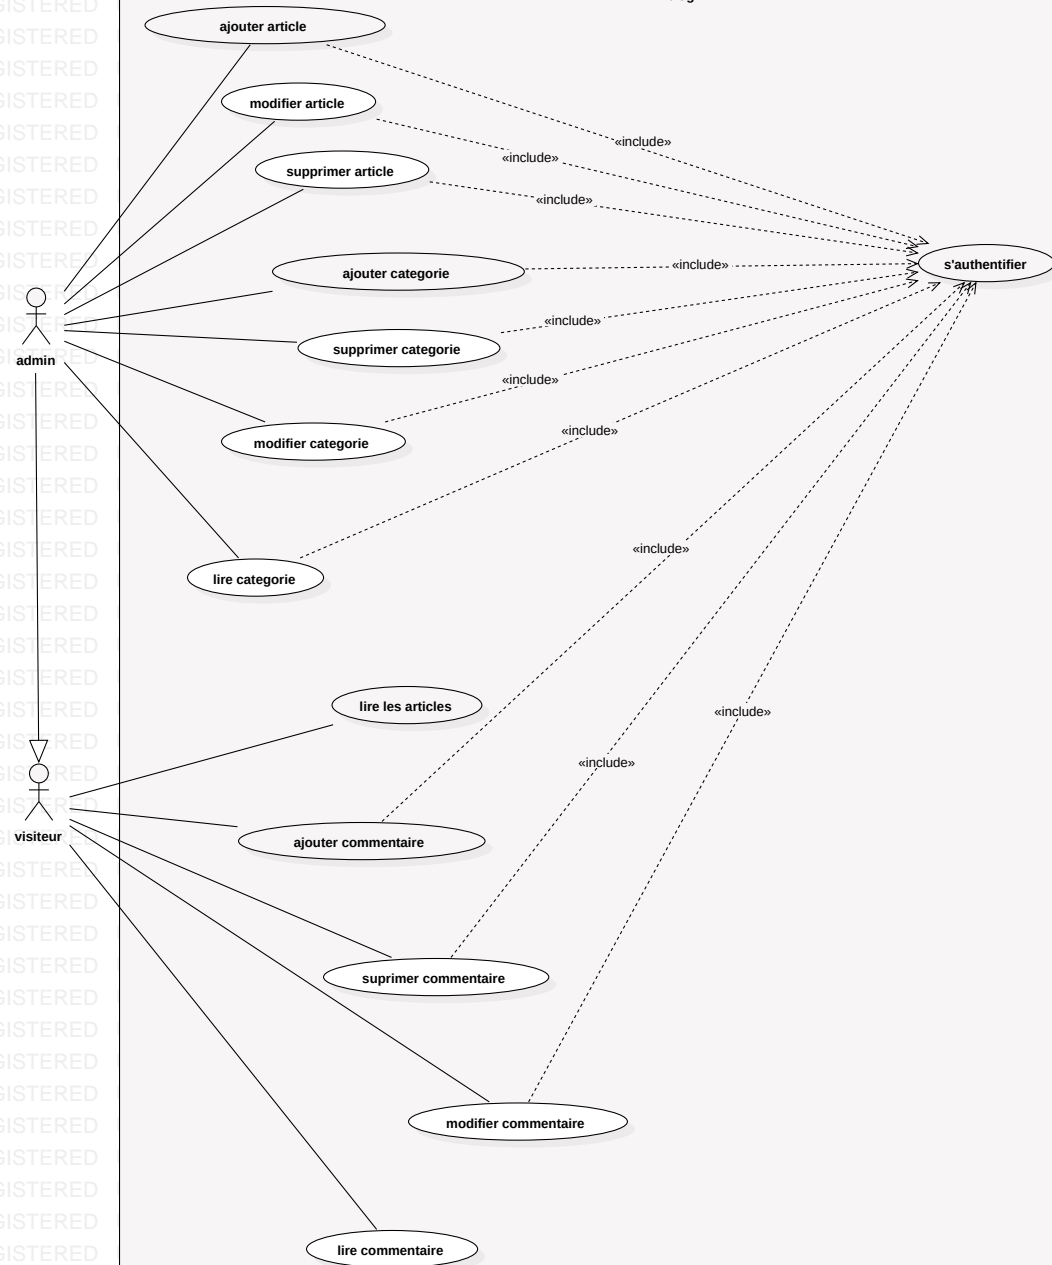 ajouter article
modifier article
«include»
«include»
supprimer article
«include»
ajouter categorie
«include»
s'authentifier
«include»
supprimer categorie
admin
«include»
modifier categorie
«include»
«include»
lire categorie
lire les articles
«include»
«include»
visiteur
ajouter commentaire
suprimer commentaire
modifier commentaire
lire commentaire